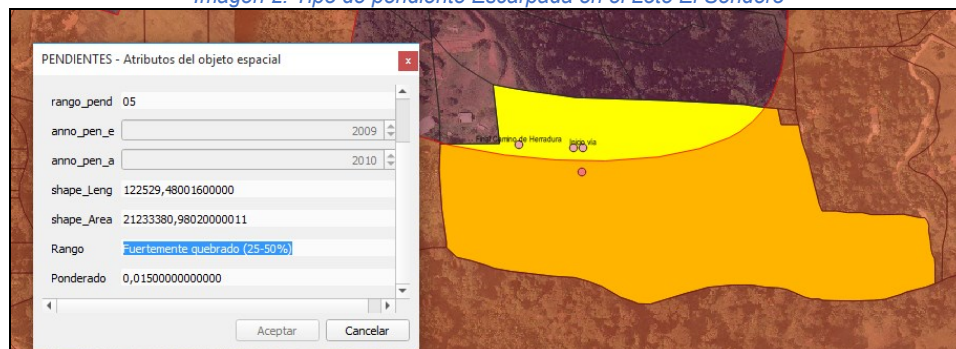 Imagen 2. Tipo de pendiente Escarpada en el Lote El Sendero
PENDIENTES - Atributos del objeto espacial
x
rango_pend 05
anno_pen_e 2009
anno_pen_a 2010
shape_Leng 122529,48001600000
shape_Area 21233380,98020000011
Rango Fuertemente quebrado (25-50%)
Ponderado 0,01500000000000
Aceptar Cancelar
Final Camino de Herradura
Inicio via